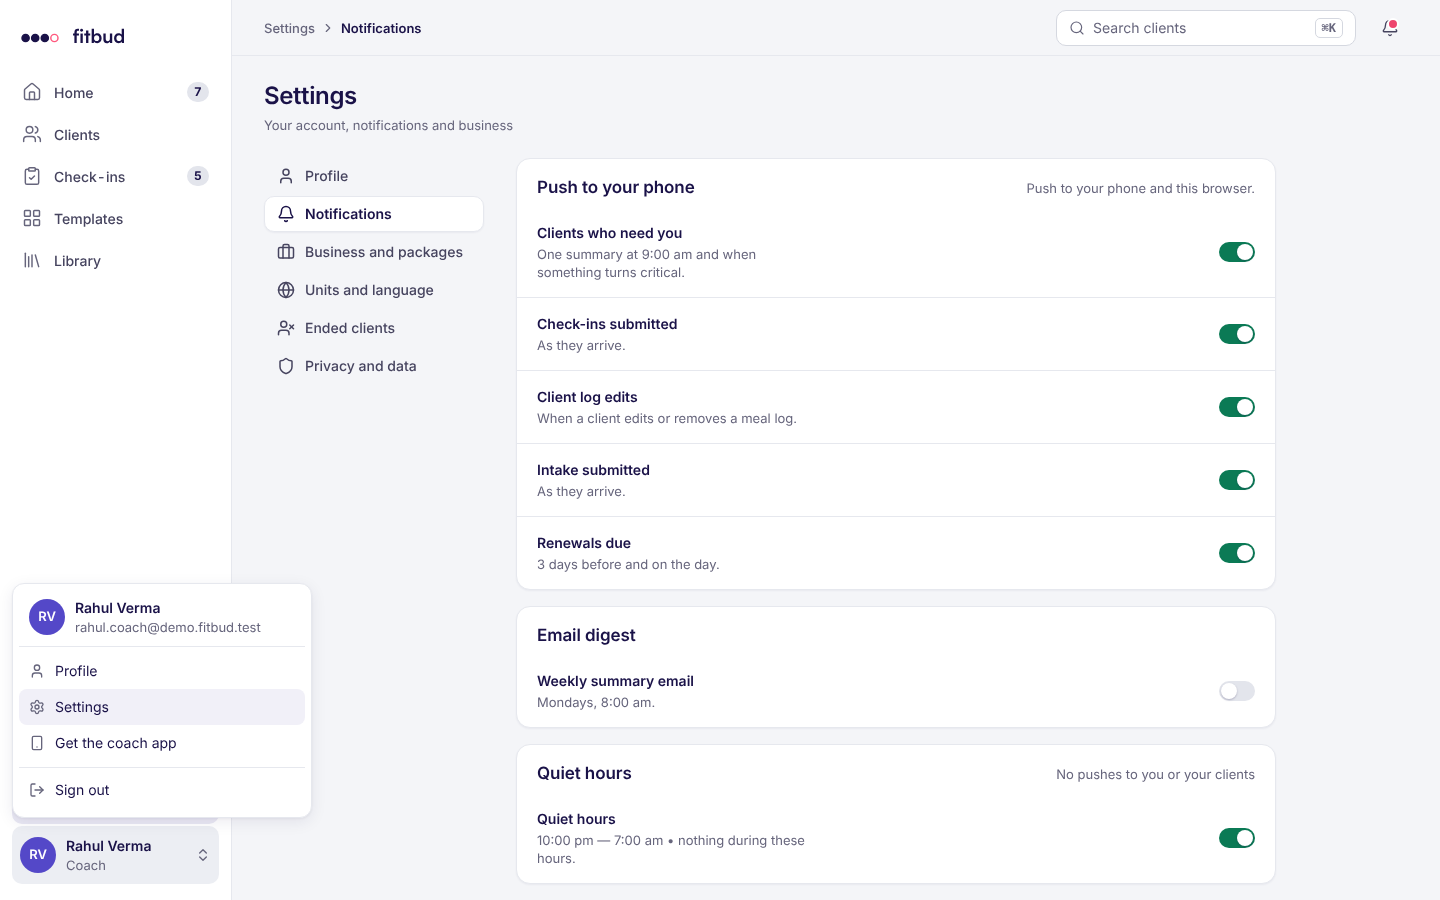 fitbud
Home 7
Clients
Check-ins 5
Templates
Library
Rahul Verma
rahul.coach@demo.fitbud.test
Profile
Settings
Get the coach app
Sign out
RV
Rahul Verma
Coach
RV
Settings > Notifications
Search clients ⌘K
Settings
Your account, notifications and business
Profile
Notifications
Business and packages
Units and language
Ended clients
Privacy and data
Push to your phone
Push to your phone and this browser.
Clients who need you
One summary at 9:00 am and when
something turns critical.
Check-ins submitted
As they arrive.
Client log edits
When a client edits or removes a meal log.
Intake submitted
As they arrive.
Renewals due
3 days before and on the day.
Email digest
Weekly summary email
Mondays, 8:00 am.
Quiet hours
No pushes to you or your clients
Quiet hours
10:00 pm — 7:00 am • nothing during these
hours.